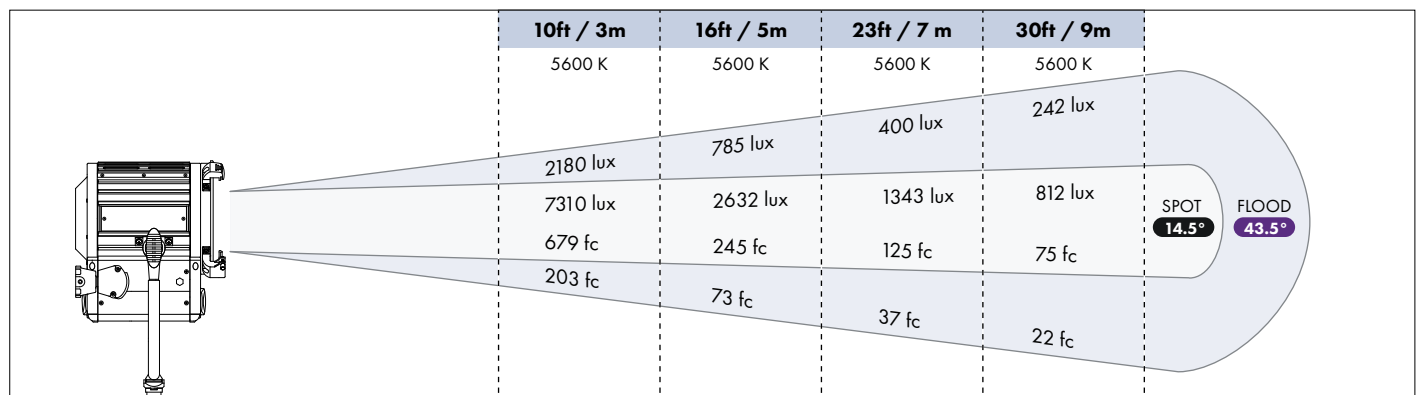 10ft / 3m 16ft / 5m 23ft / 7 m 30ft / 9m
5600 K 5600 K 5600 K 5600 K
2180 lux 785 lux 400 lux 242 lux
7310 lux 2632 lux 1343 lux 812 lux
SPOT FLOOD
14.5° 43.5°
679 fc 245 fc 125 fc 75 fc
203 fc 73 fc 37 fc 22 fc